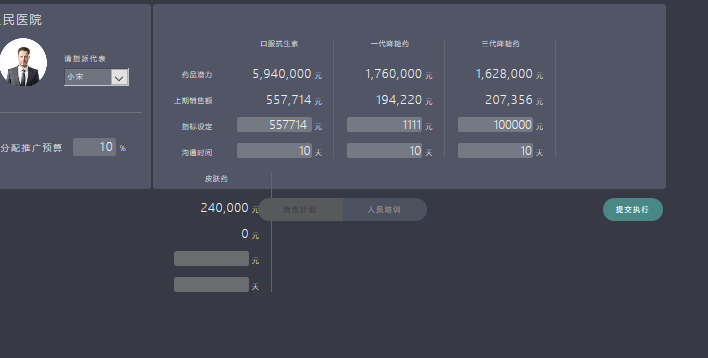 民医院
请指派代表
小宋
分配推广预算 10 %
口服抗生素 一代降糖药 三代降糖药
药品潜力 5,940,000 元 1,760,000 元 1,628,000 元
上期销售额 557,714 元 194,220 元 207,356 元
指标设定 557714 元 1111 元 100000 元
沟通时间 10 天 10 天 10 天
皮肤药
240,000 元
0 元
元
天
销售计划 人员培训 提交执行